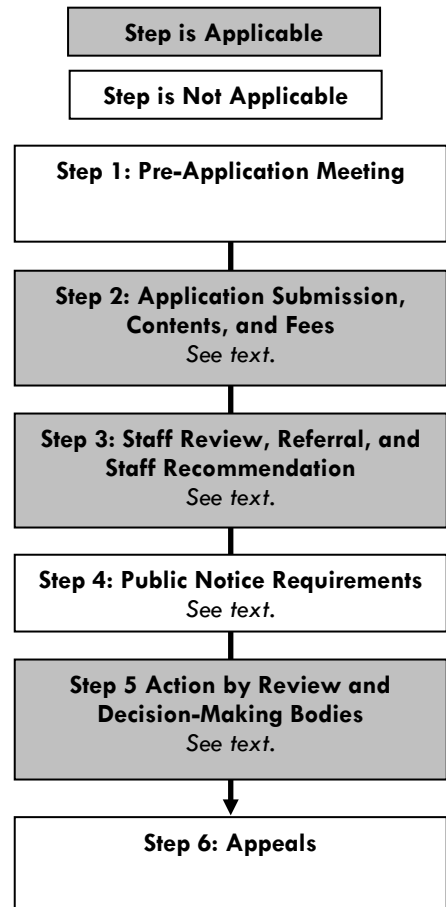 Step is Applicable
Step is Not Applicable
Step 1: Pre-Application Meeting
Step 2: Application Submission,
Contents, and Fees
See text.
Step 3: Staff Review, Referral, and
Staff Recommendation
See text.
Step 4: Public Notice Requirements
See text.
Step 5 Action by Review and
Decision-Making Bodies
See text.
Step 6: Appeals